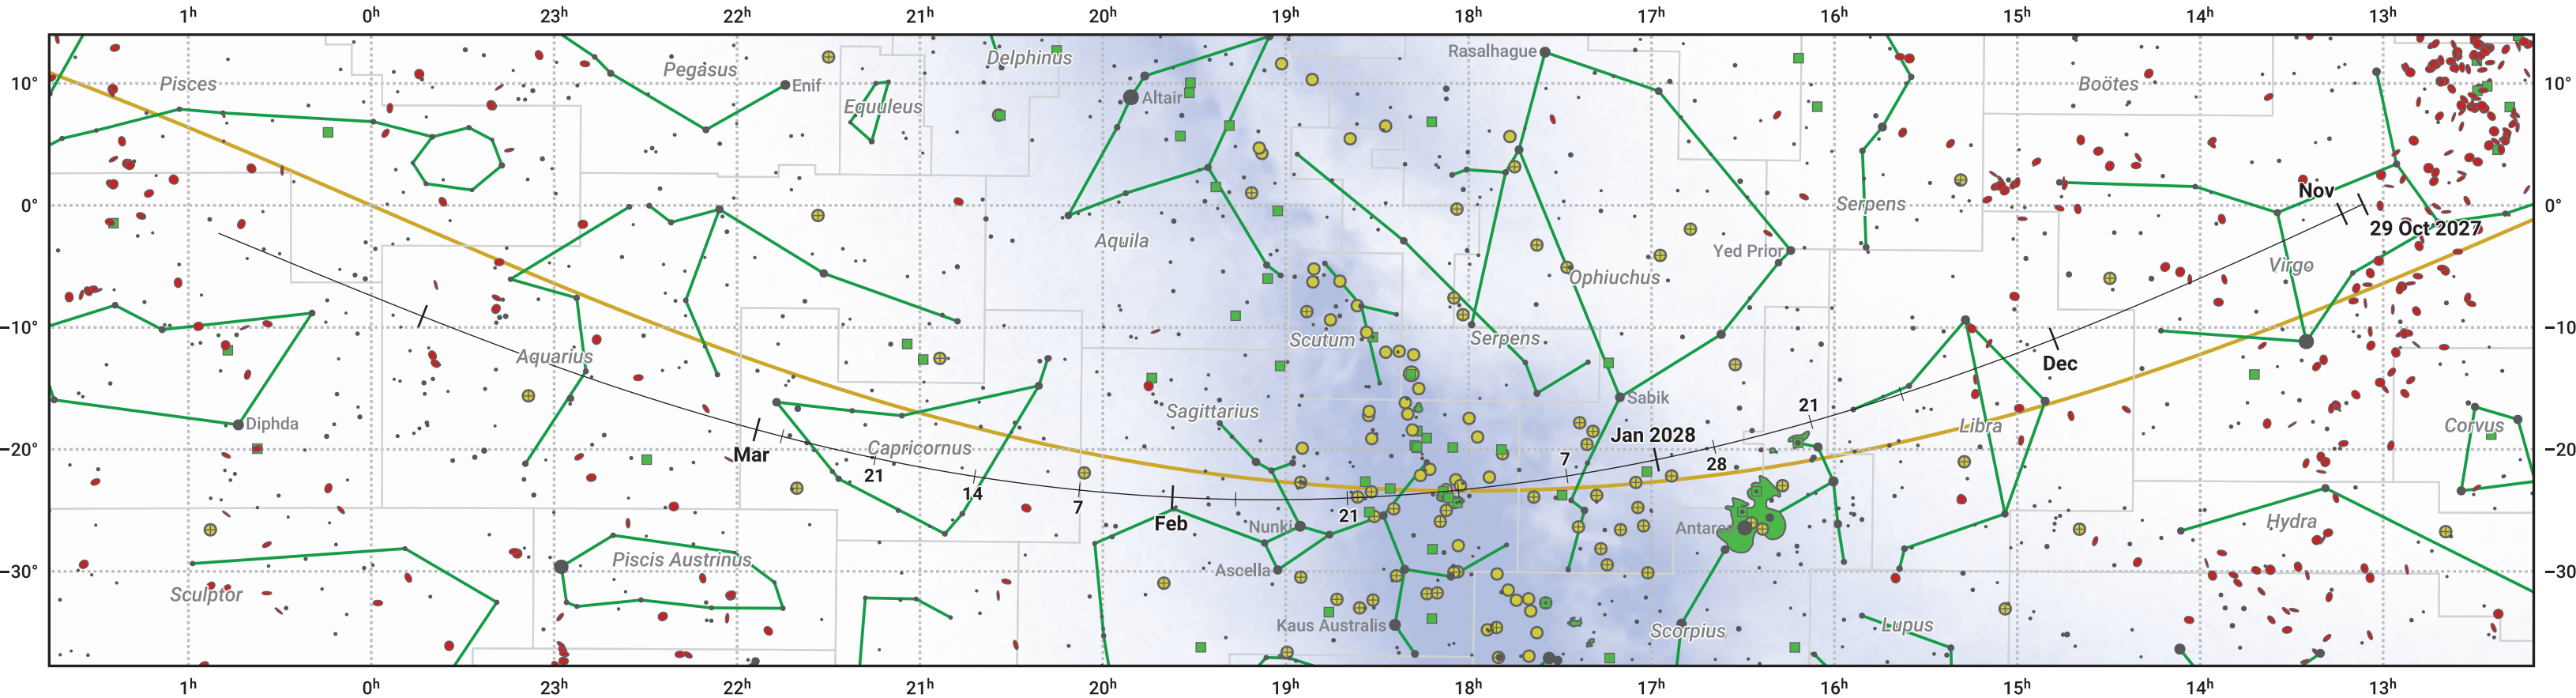 1h 0h 23h 22h 21h 20h 19h 18h 17h 16h 15h 14h 13h
10° 10°
0° 0°
−10° −10
−20° −20
−30° −30
Pisces
Pegasus
Enif
Equuleus
Delphinus
Altair
Rasalhague
Boötes
Aquila
Serpens
Yed Prior
Ophiuchus
Nov
29 Oct 2027
Virgo
Aquarius
Scutum
Serpens
Dec
Diphda
Sagittarius
Sabik
21
Libra
Corvus
Mar
Capricornus
21
14
7
Feb
21
7
Jan 2028
28
Nunki
Antares
Hydra
Sculptor
Piscis Austrinus
Ascella
Kaus Australis
Scorpius
Lupus
1h 0h 23h 22h 21h 20h 19h 18h 17h 16h 15h 14h 13h